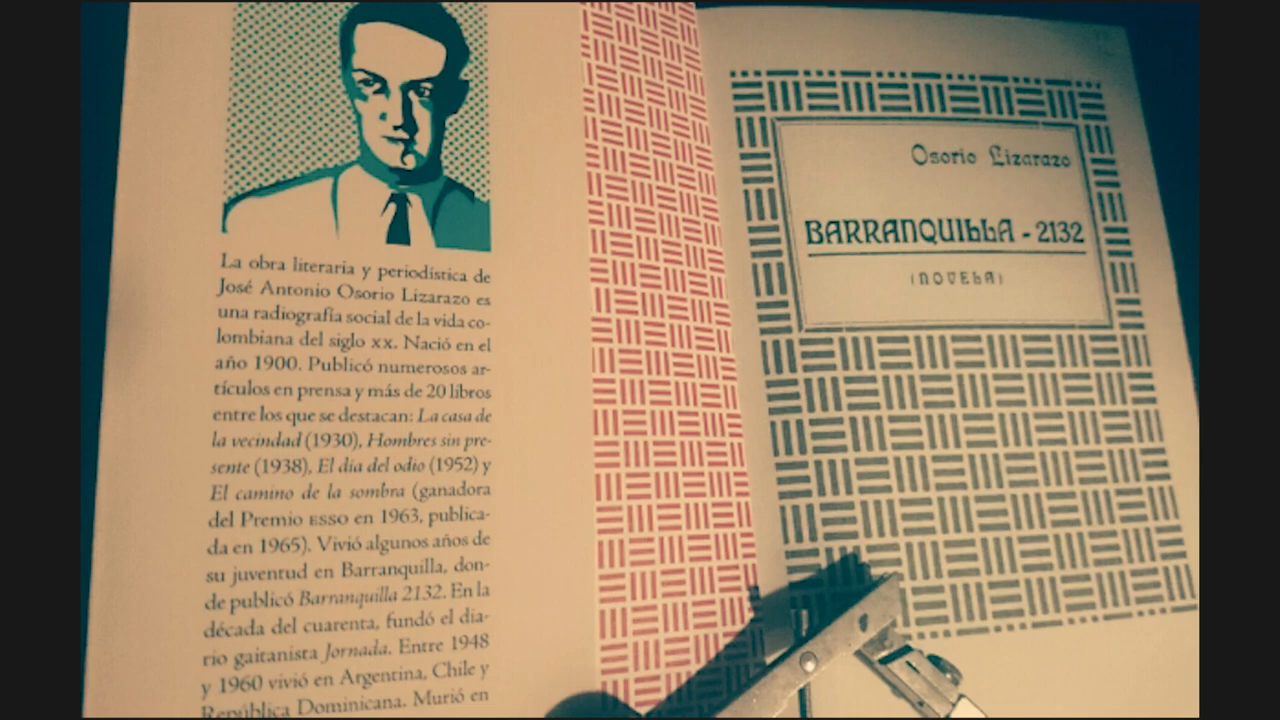 La obra literaria y periodística de
José Antonio Osorio Lizarazo es
una radiografía social de la vida co-
lombiana del siglo XX. Nació en el
año 1900. Publicó numerosos ar-
tículos en prensa y más de 20 libros
entre los que se destacan: La casa de
la vecindad (1930), Hombres sin pre-
sente (1938), El día del odio (1952) y
El camino de la sombra (ganadora
del Premio ESSO en 1963, publica-
da en 1965). Vivió algunos años de
su juventud en Barranquilla, don-
de publicó Barranquilla 2132. En la
década del cuarenta, fundó el dia-
rio gaitanista Jornada. Entre 1948
y 1960 vivió en Argentina, Chile y
República Dominicana. Murió en
Osorio Lizarazo
BARRANQUILLA - 2132
(NOVELA)